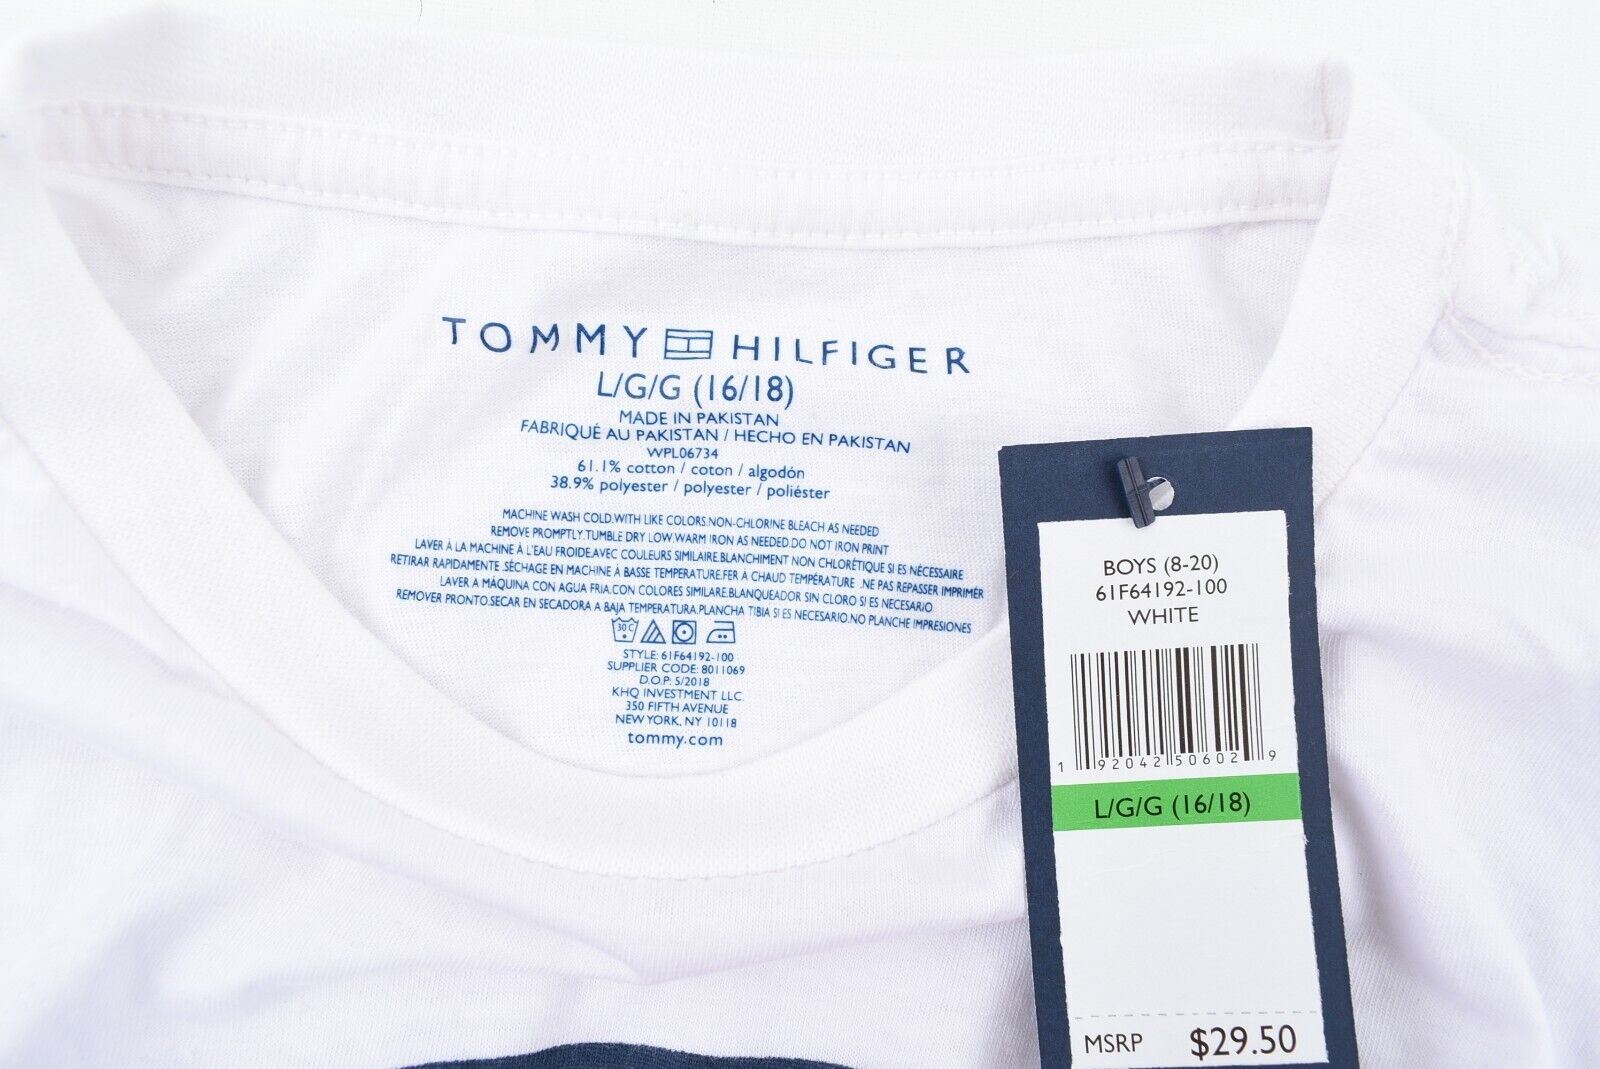 TOMMY HILFIGER
L/G/G (16/18)
MADE IN PAKISTAN
FABRIQUÉ AU PAKISTAN / HECHO EN PAKISTAN
WPL06734
61.1% cotton / coton / algodón
38.9% polyester / polyester / poliéster
MACHINE WASH COLD.WITH LIKE COLORS.NON-CHLORINE BLEACH AS NEEDED
REMOVE PROMPTLY.TUMBLE DRY LOW.WARM IRON AS NEEDED.DO NOT IRON PRINT
LAVER À LA MACHINE À L'EAU FROIDE.AVEC COULEURS SIMILAIRE.BLANCHIMENT NON CHLORÉTIQUE SI ES NÉCESSAIRE
RETIRAR RAPIDAMENTE .SÉCHAGE EN MACHINE À BASSE TEMPERATURE.FER À CHAUD TEMPÉRATURE .NE PAS REPASSER IMPRIMÉR
LAVER A MÁQUINA CON AGUA FRIA.CON COLORES SIMILARE.BLANQUEADOR SIN CLORO SI ES NECESARIO
REMOVER PRONTO.SECAR EN SECADORA A BAJA TEMPERATURA.PLANCHA TIBIA SI ES NECESARIO.NO PLANCHE IMPRESIONES
30 C
STYLE: 61F64192-100
SUPPLIER CODE: 8011069
D.O.P: 5/2018
KHQ INVESTMENT LLC.
350 FIFTH AVENUE
NEW YORK, NY 10118
tommy.com
BOYS (8-20)
61F64192-100
WHITE
1 92042 50602 9
L/G/G (16/18)
MSRP $29.50